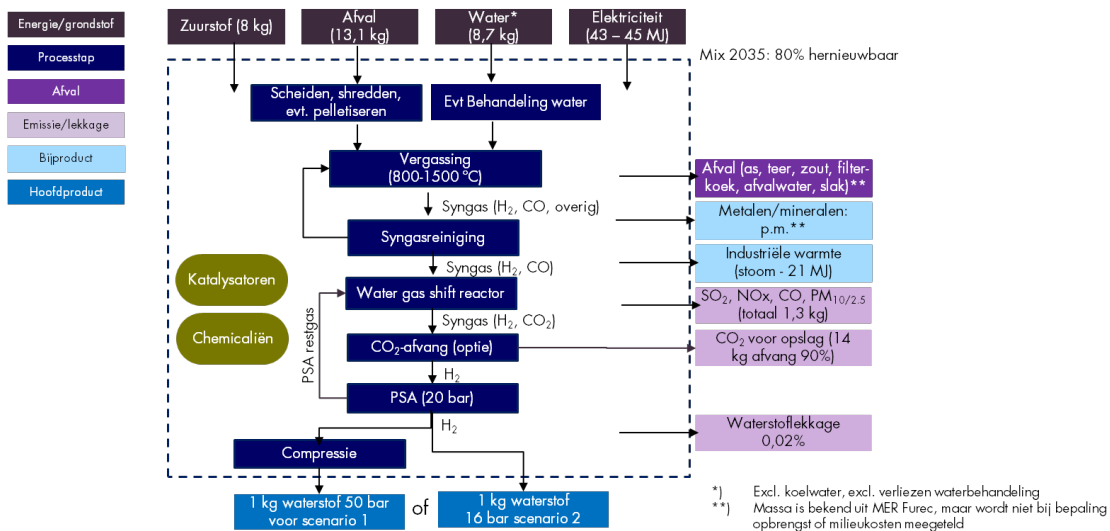 Energie/grondstof
Processtap
Afval
Emissie/lekkage
Bijproduct
Hoofdproduct
Zuurstof (8 kg)
Afval
(13,1 kg)
Water*
(8,7 kg)
Elektriciteit
(43 – 45 MJ)
Mix 2035: 80% hernieuwbaar
Scheiden, shredden,
evt. pelletiseren
Evt Behandeling water
Vergassing
(800-1500 ºC)
Syngas (H₂, CO, overig)
Syngasreiniging
Syngas (H₂, CO)
Water gas shift reactor
Syngas (H₂, CO₂)
CO₂-afvang (optie)
H₂
PSA (20 bar)
H₂
PSA restgas
Compressie
Katalysatoren
Chemicaliën
1 kg waterstof 50 bar
voor scenario 1
of
1 kg waterstof
16 bar scenario 2
Afval (as, teer, zout, filter-
koek, afvalwater, slak)**
Metalen/mineralen:
p.m.**
Industriële warmte
(stoom - 21 MJ)
SO₂, NOx, CO, PM₁₀/₂.₅
(totaal 1,3 kg)
CO₂ voor opslag (14
kg afvang 90%)
Waterstoflekkage
0,02%
*) Excl. koelwater, excl. verliezen waterbehandeling
**) Massa is bekend uit MER Furec, maar wordt niet bij bepaling
opbrengst of milieukosten meegeteld